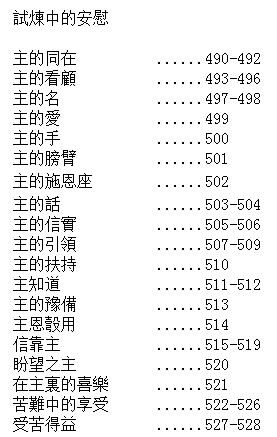 試煉中的安慰
主的同在 ......490-492
主的看顧 ......493-496
主的名 ......497-498
主的愛 ......499
主的手 ......500
主的膀臂 ......501
主的施恩座 ......502
主的話 ......503-504
主的信實 ......505-506
主的引領 ......507-509
主的扶持 ......510
主知道 ......511-512
主的豫備 ......513
主恩彀用 ......514
信靠主 ......515-519
盼望之主 ......520
在主裏的喜樂 ......521
苦難中的享受 ......522-526
受苦得益 ......527-528